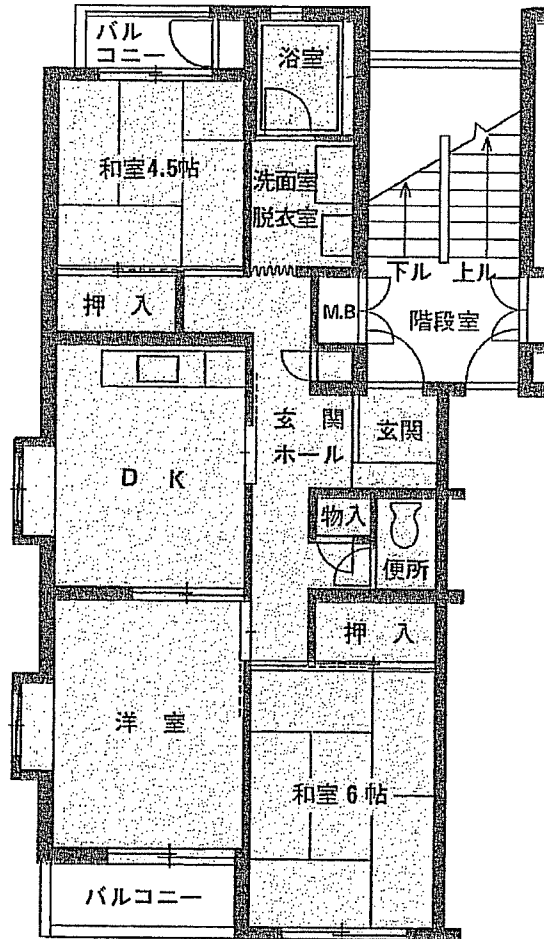 バル
コニー
浴室
和室4.5帖
洗面室
脱衣室
下ル
上ル
押入
M.B
階段室
玄関
ホール
玄関
DK
物入
便所
押入
洋室
和室6帖
バルコニー